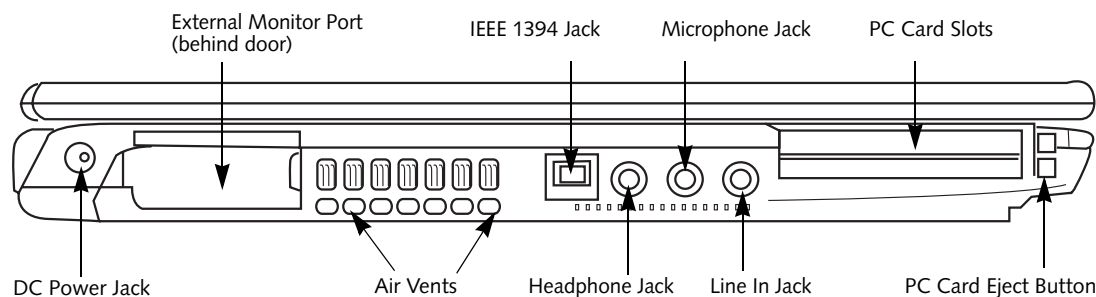 External Monitor Port
(behind door)
IEEE 1394 Jack
Microphone Jack
PC Card Slots
DC Power Jack
Air Vents
Headphone Jack
Line In Jack
PC Card Eject Button